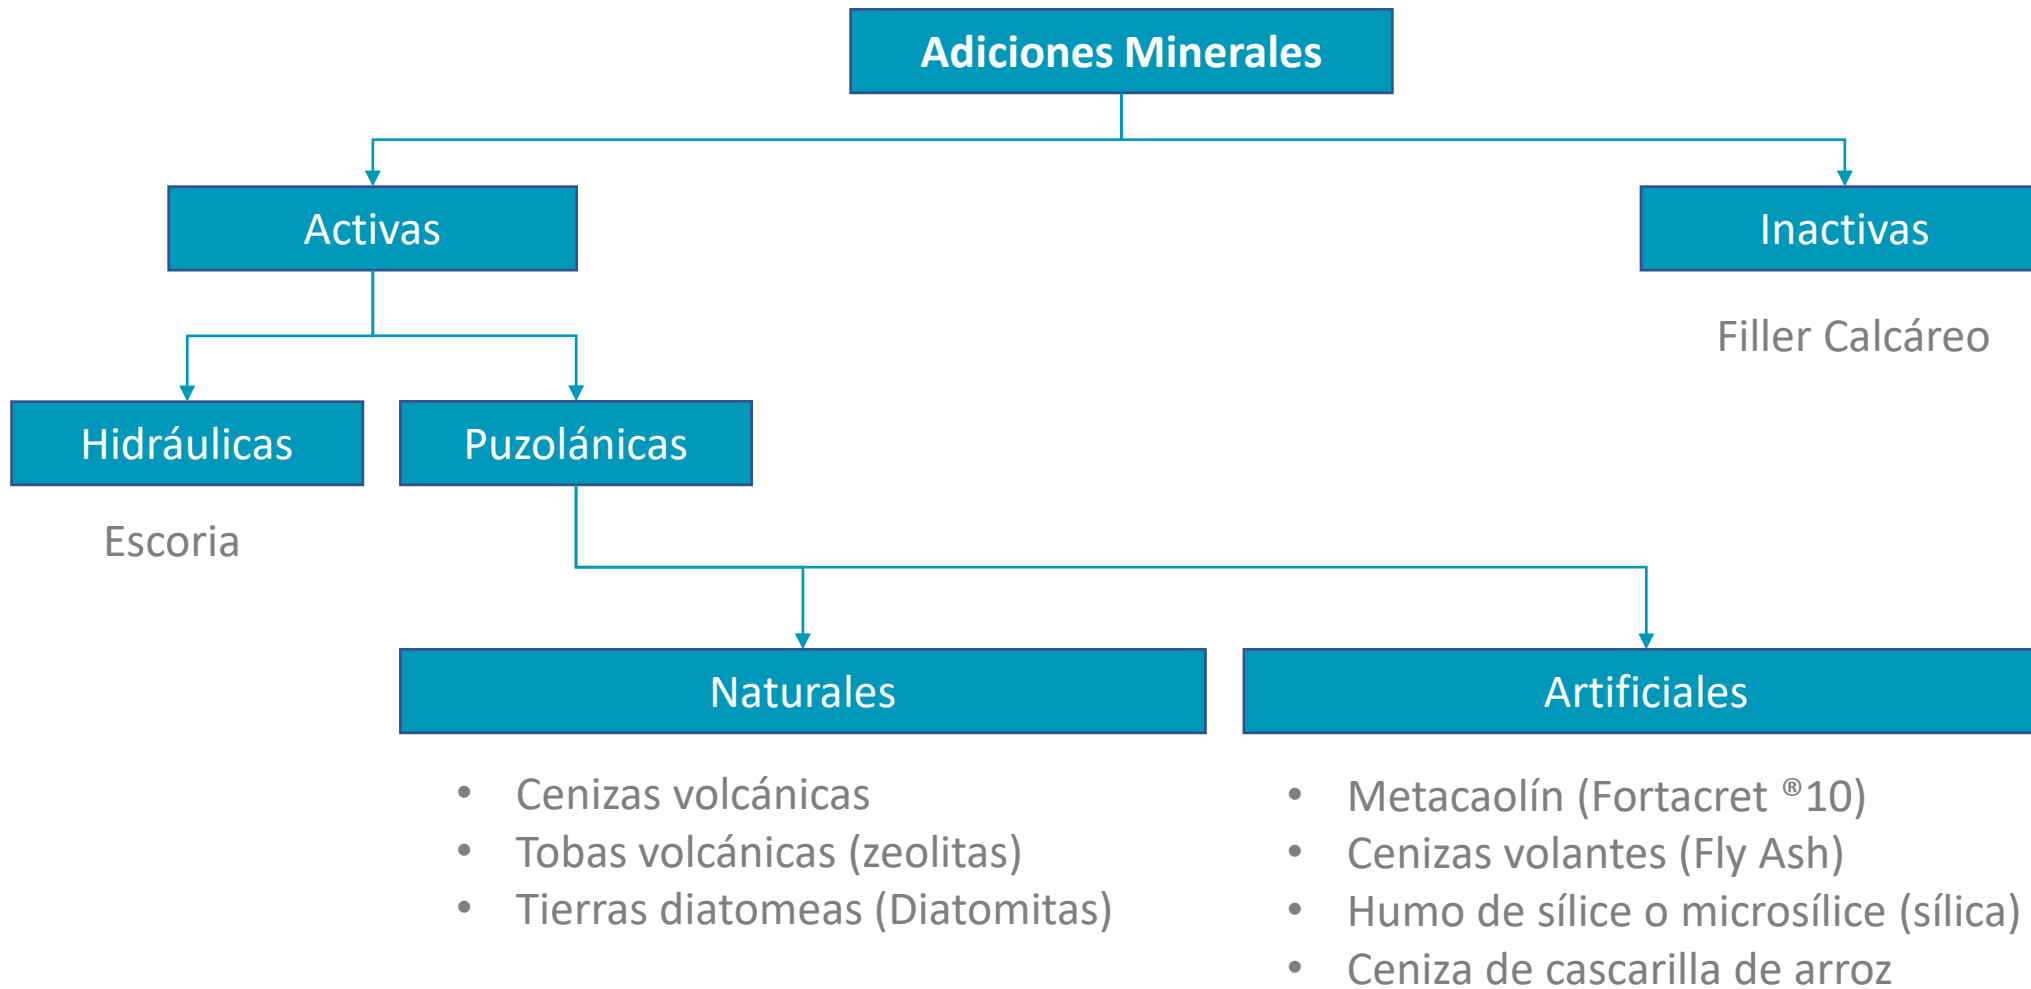 Adiciones Minerales
Activas
Inactivas
Filler Calcáreo
Hidráulicas
Puzolánicas
Escoria
Naturales
Artificiales
• Cenizas volcánicas
• Tobas volcánicas (zeolitas)
• Tierras diatomeas (Diatomitas)
• Metacaolín (Fortacret ®10)
• Cenizas volantes (Fly Ash)
• Humo de sílice o microsílice (sílica)
• Ceniza de cascarilla de arroz